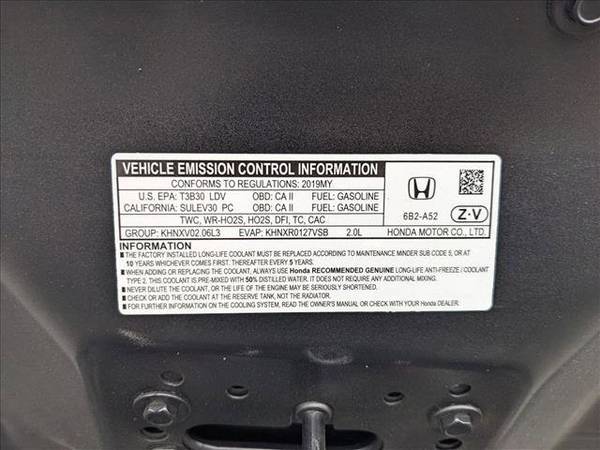 VEHICLE EMISSION CONTROL INFORMATION
CONFORMS TO REGULATIONS: 2019MY
U.S. EPA: T3B30 LDV OBD: CA II FUEL: GASOLINE
CALIFORNIA: SULEV30 PC OBD: CA II FUEL: GASOLINE
TWC, WR-HO2S, HO2S, DFI, TC, CAC
GROUP: KHNXV02.06L3 EVAP: KHNXR0127VSB 2.0L
6B2-A52 Z·V
HONDA MOTOR CO., LTD.
INFORMATION
■ THE FACTORY INSTALLED LONG-LIFE COOLANT MUST BE REPLACED ACCORDING TO MAINTENANCE MINDER SUB CODE 5, OR AT
10 YEARS WHICHEVER COMES FIRST. THEREAFTER EVERY 5 YEARS.
■ WHEN ADDING OR REPLACING THE COOLANT, ALWAYS USE Honda RECOMMENDED GENUINE LONG-LIFE ANTI-FREEZE / COOLANT
TYPE 2. THIS COOLANT IS PRE-MIXED WITH 50% DISTILLED WATER. IT DOES NOT REQUIRE ANY ADDITIONAL MIXING.
■ NEVER DILUTE THE COOLANT, OR THE LIFE OF THE ENGINE MAY BE SERIOUSLY SHORTENED.
■ CHECK OR ADD COOLANT AT THE RESERVE TANK, NOT THE RADIATOR.
■ FOR FURTHER INFORMATION ON THE COOLING SYSTEM, READ THE OWNER'S MANUAL OR CHECK WITH YOUR Honda DEALER.